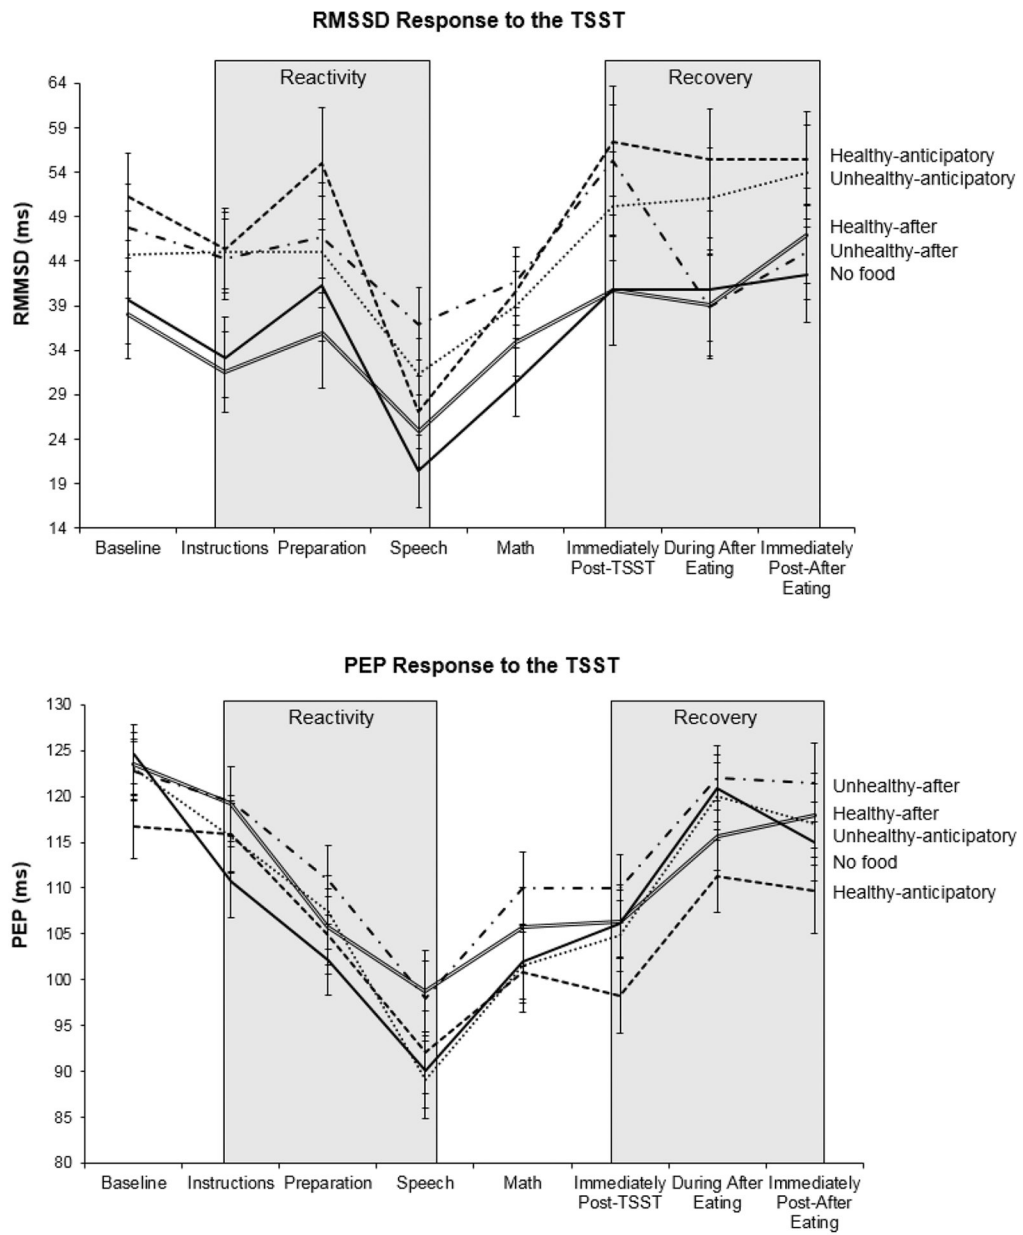 RMSSD Response to the TSST
Reactivity
Recovery
RMMSD (ms)
64
59
54
49
44
39
34
29
24
19
14
Healthy-anticipatory
Unhealthy-anticipatory
Healthy-after
Unhealthy-after
No food
Baseline Instructions Preparation Speech Math Immediately During After Immediately
Post-TSST Eating Post-After
Eating
PEP Response to the TSST
Reactivity
Recovery
PEP (ms)
130
125
120
115
110
105
100
95
90
85
80
Unhealthy-after
Healthy-after
Unhealthy-anticipatory
No food
Healthy-anticipatory
Baseline Instructions Preparation Speech Math Immediately During After Immediately
Post-TSST Eating Post-After
Eating